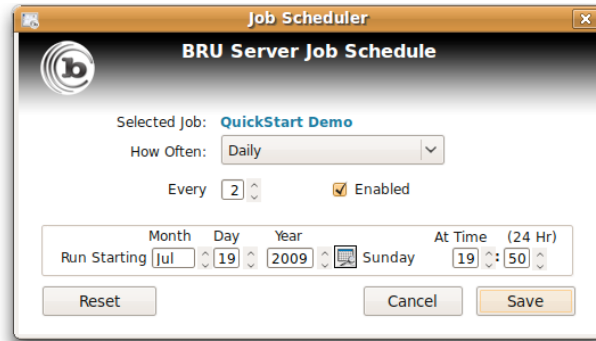 Job Scheduler
b
BRU Server Job Schedule
Selected Job: QuickStart Demo
How Often: Daily
Every 2 Enabled
Month Day Year At Time (24 Hr)
Run Starting Jul 19 2009 Sunday 19 : 50
Reset Cancel Save